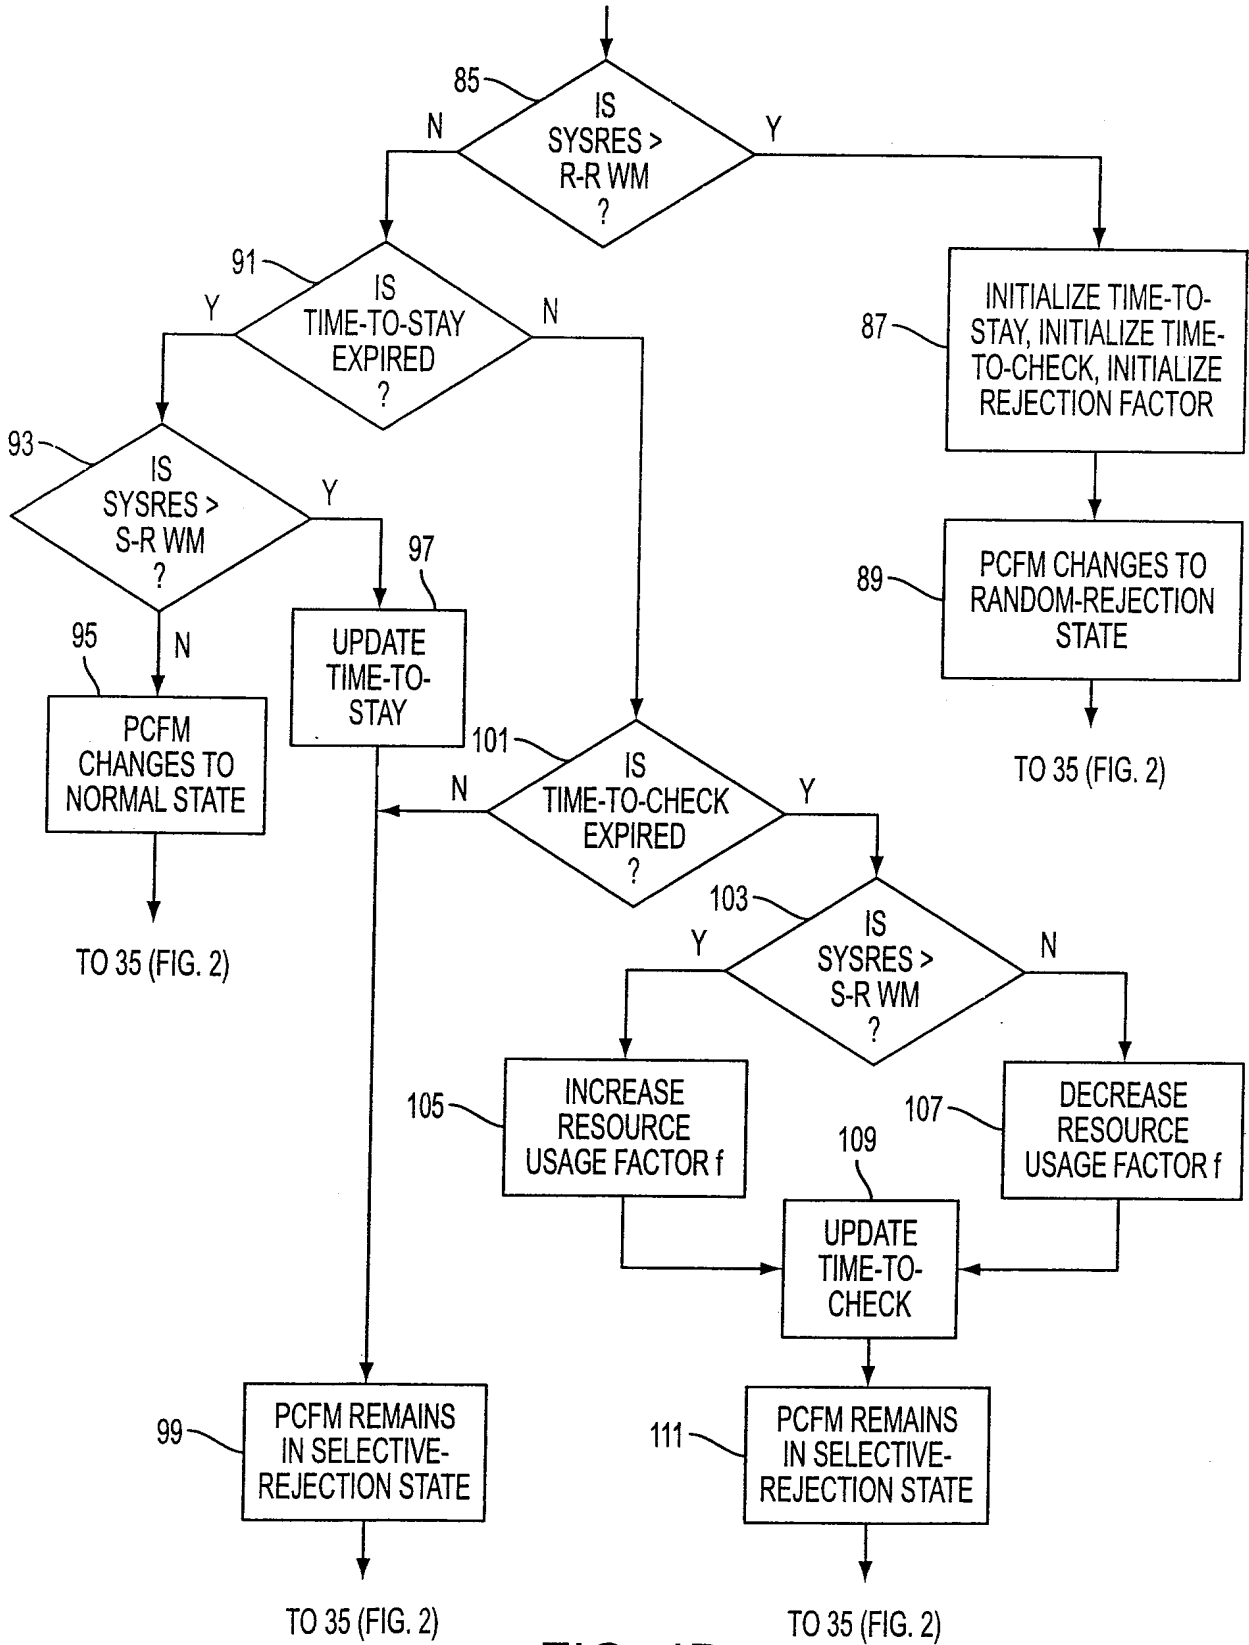 85
IS
SYSRES >
R-R WM
?
N
Y
91
IS
TIME-TO-STAY
EXPIRED
?
Y
N
87
INITIALIZE TIME-TO-
STAY, INITIALIZE TIME-
TO-CHECK, INITIALIZE
REJECTION FACTOR
93
IS
SYSRES >
S-R WM
?
Y
N
89
PCFM CHANGES TO
RANDOM-REJECTION
STATE
TO 35 (FIG. 2)
95
PCFM
CHANGES TO
NORMAL STATE
TO 35 (FIG. 2)
97
UPDATE
TIME-TO-
STAY
101
IS
TIME-TO-CHECK
EXPIRED
?
N
Y
103
IS
SYSRES >
S-R WM
?
Y
N
105
INCREASE
RESOURCE
USAGE FACTOR f
107
DECREASE
RESOURCE
USAGE FACTOR f
109
UPDATE
TIME-TO-
CHECK
99
PCFM REMAINS
IN SELECTIVE-
REJECTION STATE
TO 35 (FIG. 2)
111
PCFM REMAINS
IN SELECTIVE-
REJECTION STATE
TO 35 (FIG. 2)